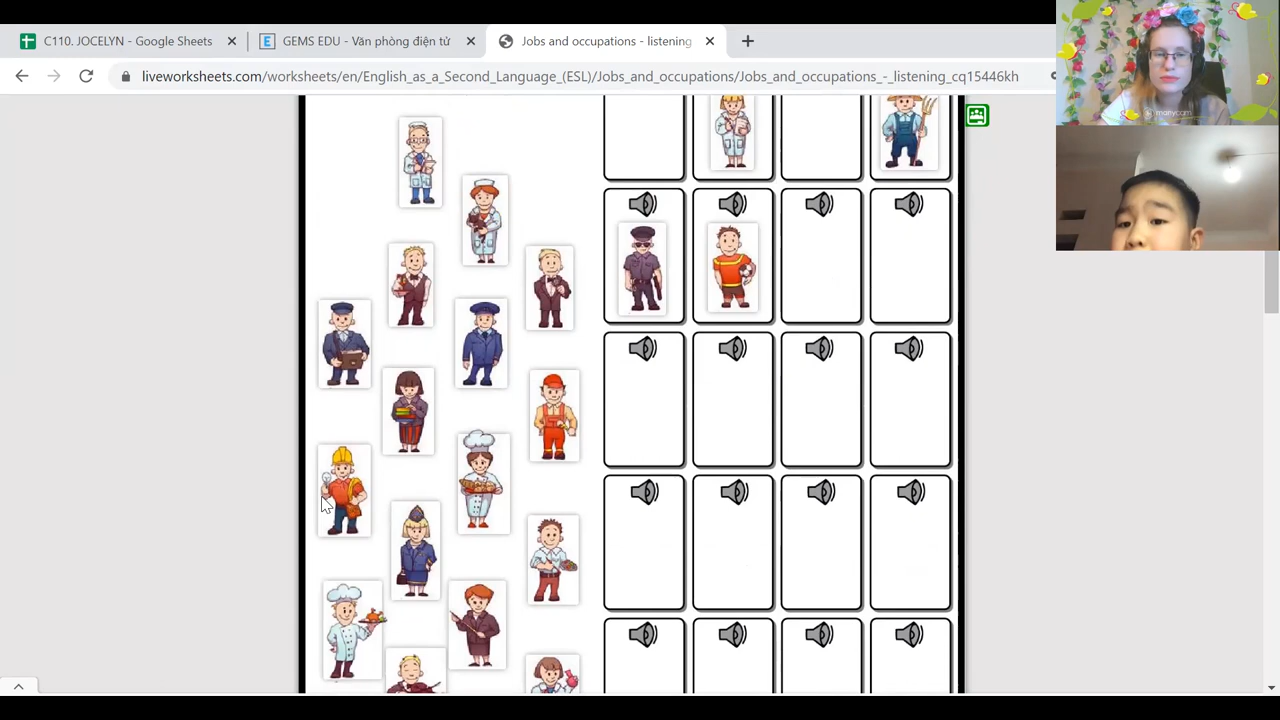 C110. JOCELYN - Google Sheets
GEMS EDU - Văn phòng điện tử
Jobs and occupations - listening
liveworksheets.com/worksheets/en/English_as_a_Second_Language_(ESL)/Jobs_and_occupations/Jobs_and_occupations_-_listening_cq15446kh
manycam